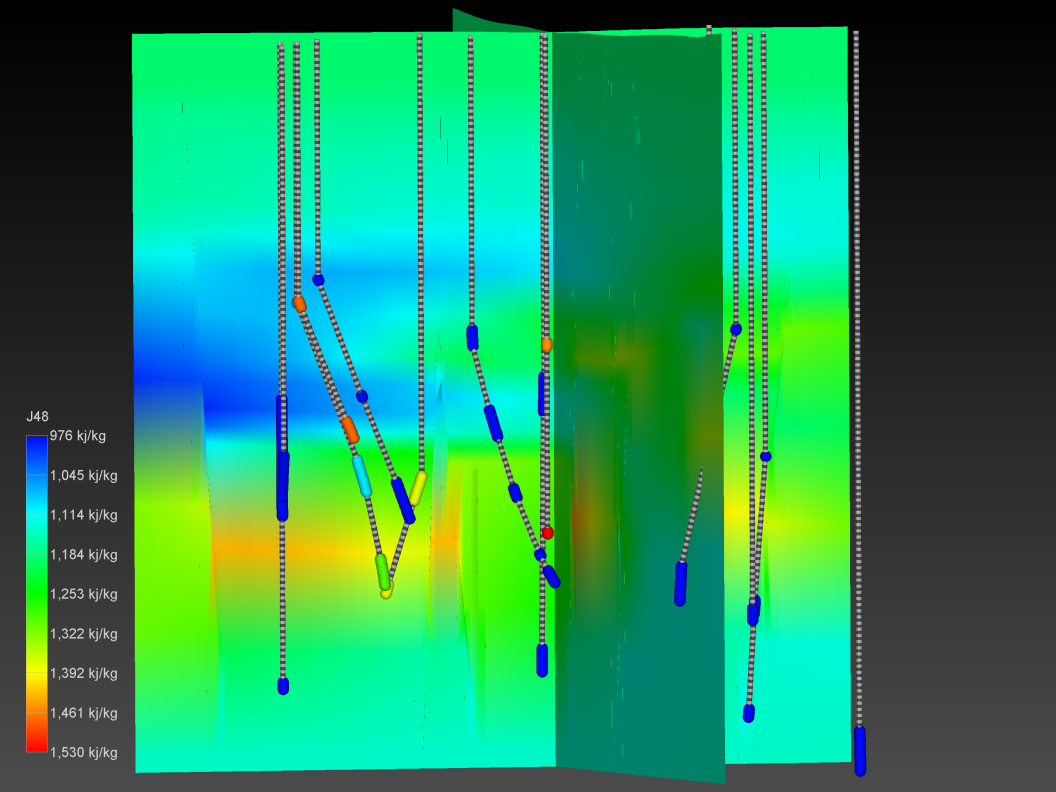 J48
976 kj/kg
1,045 kj/kg
1,114 kj/kg
1,184 kj/kg
1,253 kj/kg
1,322 kj/kg
1,392 kj/kg
1,461 kj/kg
1,530 kj/kg